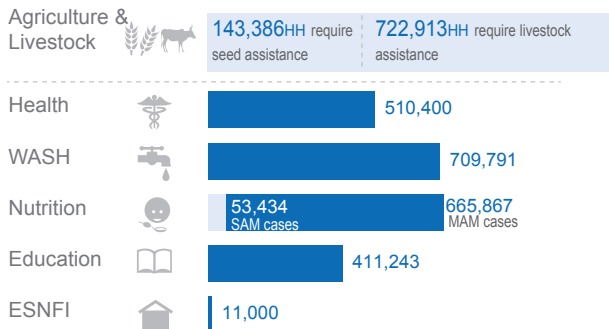 Agriculture &
Livestock
143,386HH require
seed assistance
722,913HH require livestock
assistance
Health
510,400
WASH
709,791
Nutrition
53,434
SAM cases
665,867
MAM cases
Education
411,243
ESNFI
11,000